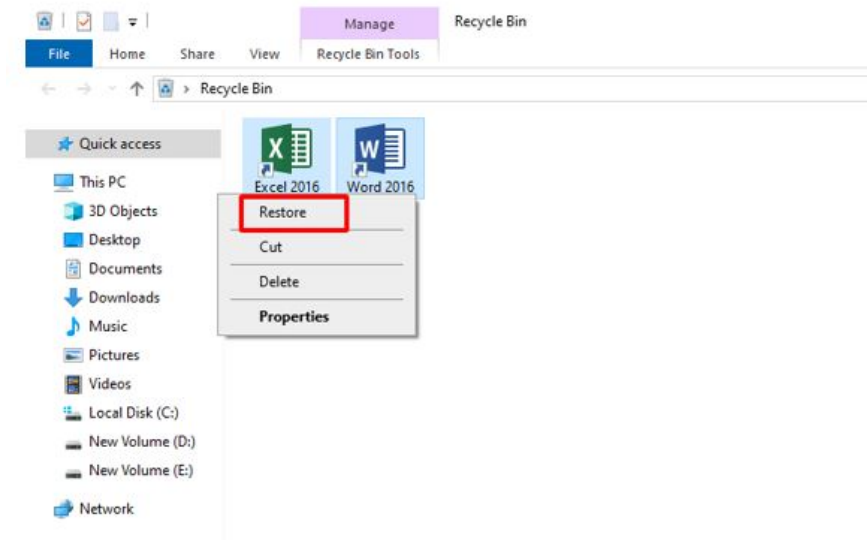 Manage
Recycle Bin
File
Home
Share
View
Recycle Bin Tools
Recycle Bin
Quick access
This PC
3D Objects
Desktop
Documents
Downloads
Music
Pictures
Videos
Local Disk (C:)
New Volume (D:)
New Volume (E:)
Network
Excel 2016
Word 2016
Restore
Cut
Delete
Properties